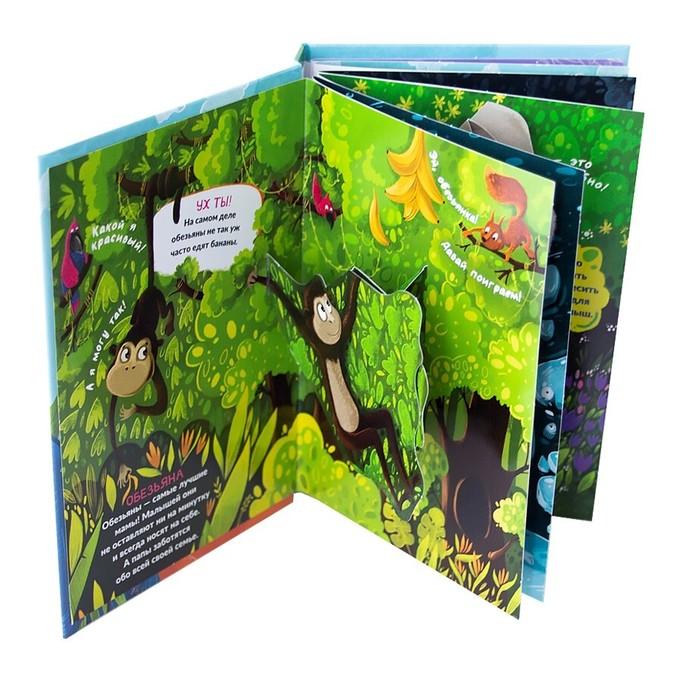 УХ ТЫ!
На самом деле
обезьяны не так уж
часто едят бананы.
Какой я
красивый!
А я могу так!
ОБЕЗЬЯНА
Обезьяны – самые лучшие
мамы! Малышей они
не оставляют ни на минутку
и всегда носят на себе.
А папы заботятся
обо всей своей семье.
Эй, обезьянка!
Давай поиграем!
это